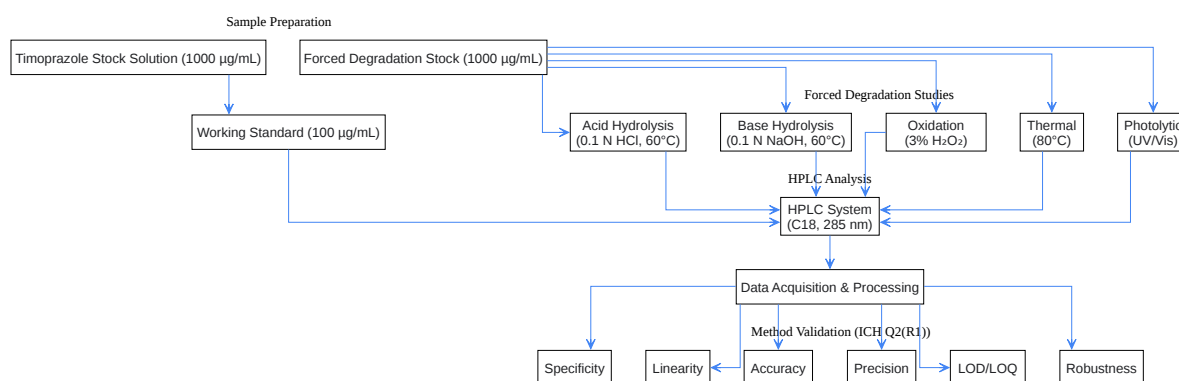 Sample Preparation
Timoprazole Stock Solution (1000 µg/mL)
Forced Degradation Stock (1000 µg/mL)
Forced Degradation Studies
Working Standard (100 µg/mL)
Acid Hydrolysis
(0.1 N HCl, 60°C)
Base Hydrolysis
(0.1 N NaOH, 60°C)
Oxidation
(3% H₂O₂)
Thermal
(80°C)
Photolytic
(UV/Vis)
HPLC Analysis
HPLC System
(C18, 285 nm)
Data Acquisition & Processing
Method Validation (ICH Q2(R1))
Specificity
Linearity
Accuracy
Precision
LOD/LOQ
Robustness